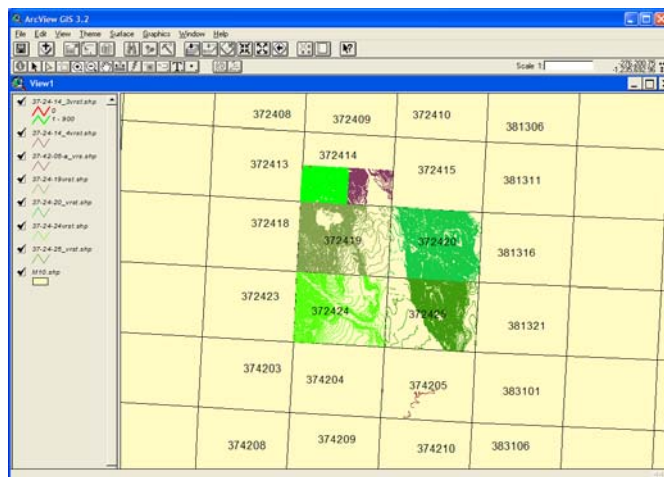 ArcView GIS 3.2
File Edit View Theme Surface Graphics Window Help
Scale 1:
View1
37-24-14_3vrst.shp
0
1 - 900
37-24-14_4vrst.shp
37-24-19vrst.shp
37-24-20_vrst.shp
37-24-24vrst.shp
37-24-25_vrst.shp
M10.shp
372408 372409 372410 381306
372413 372414 372415 381311
372418 372419 372420 381316
372423 372424 372425 381321
374203 374204 374205 383101
374208 374209 374210 383106